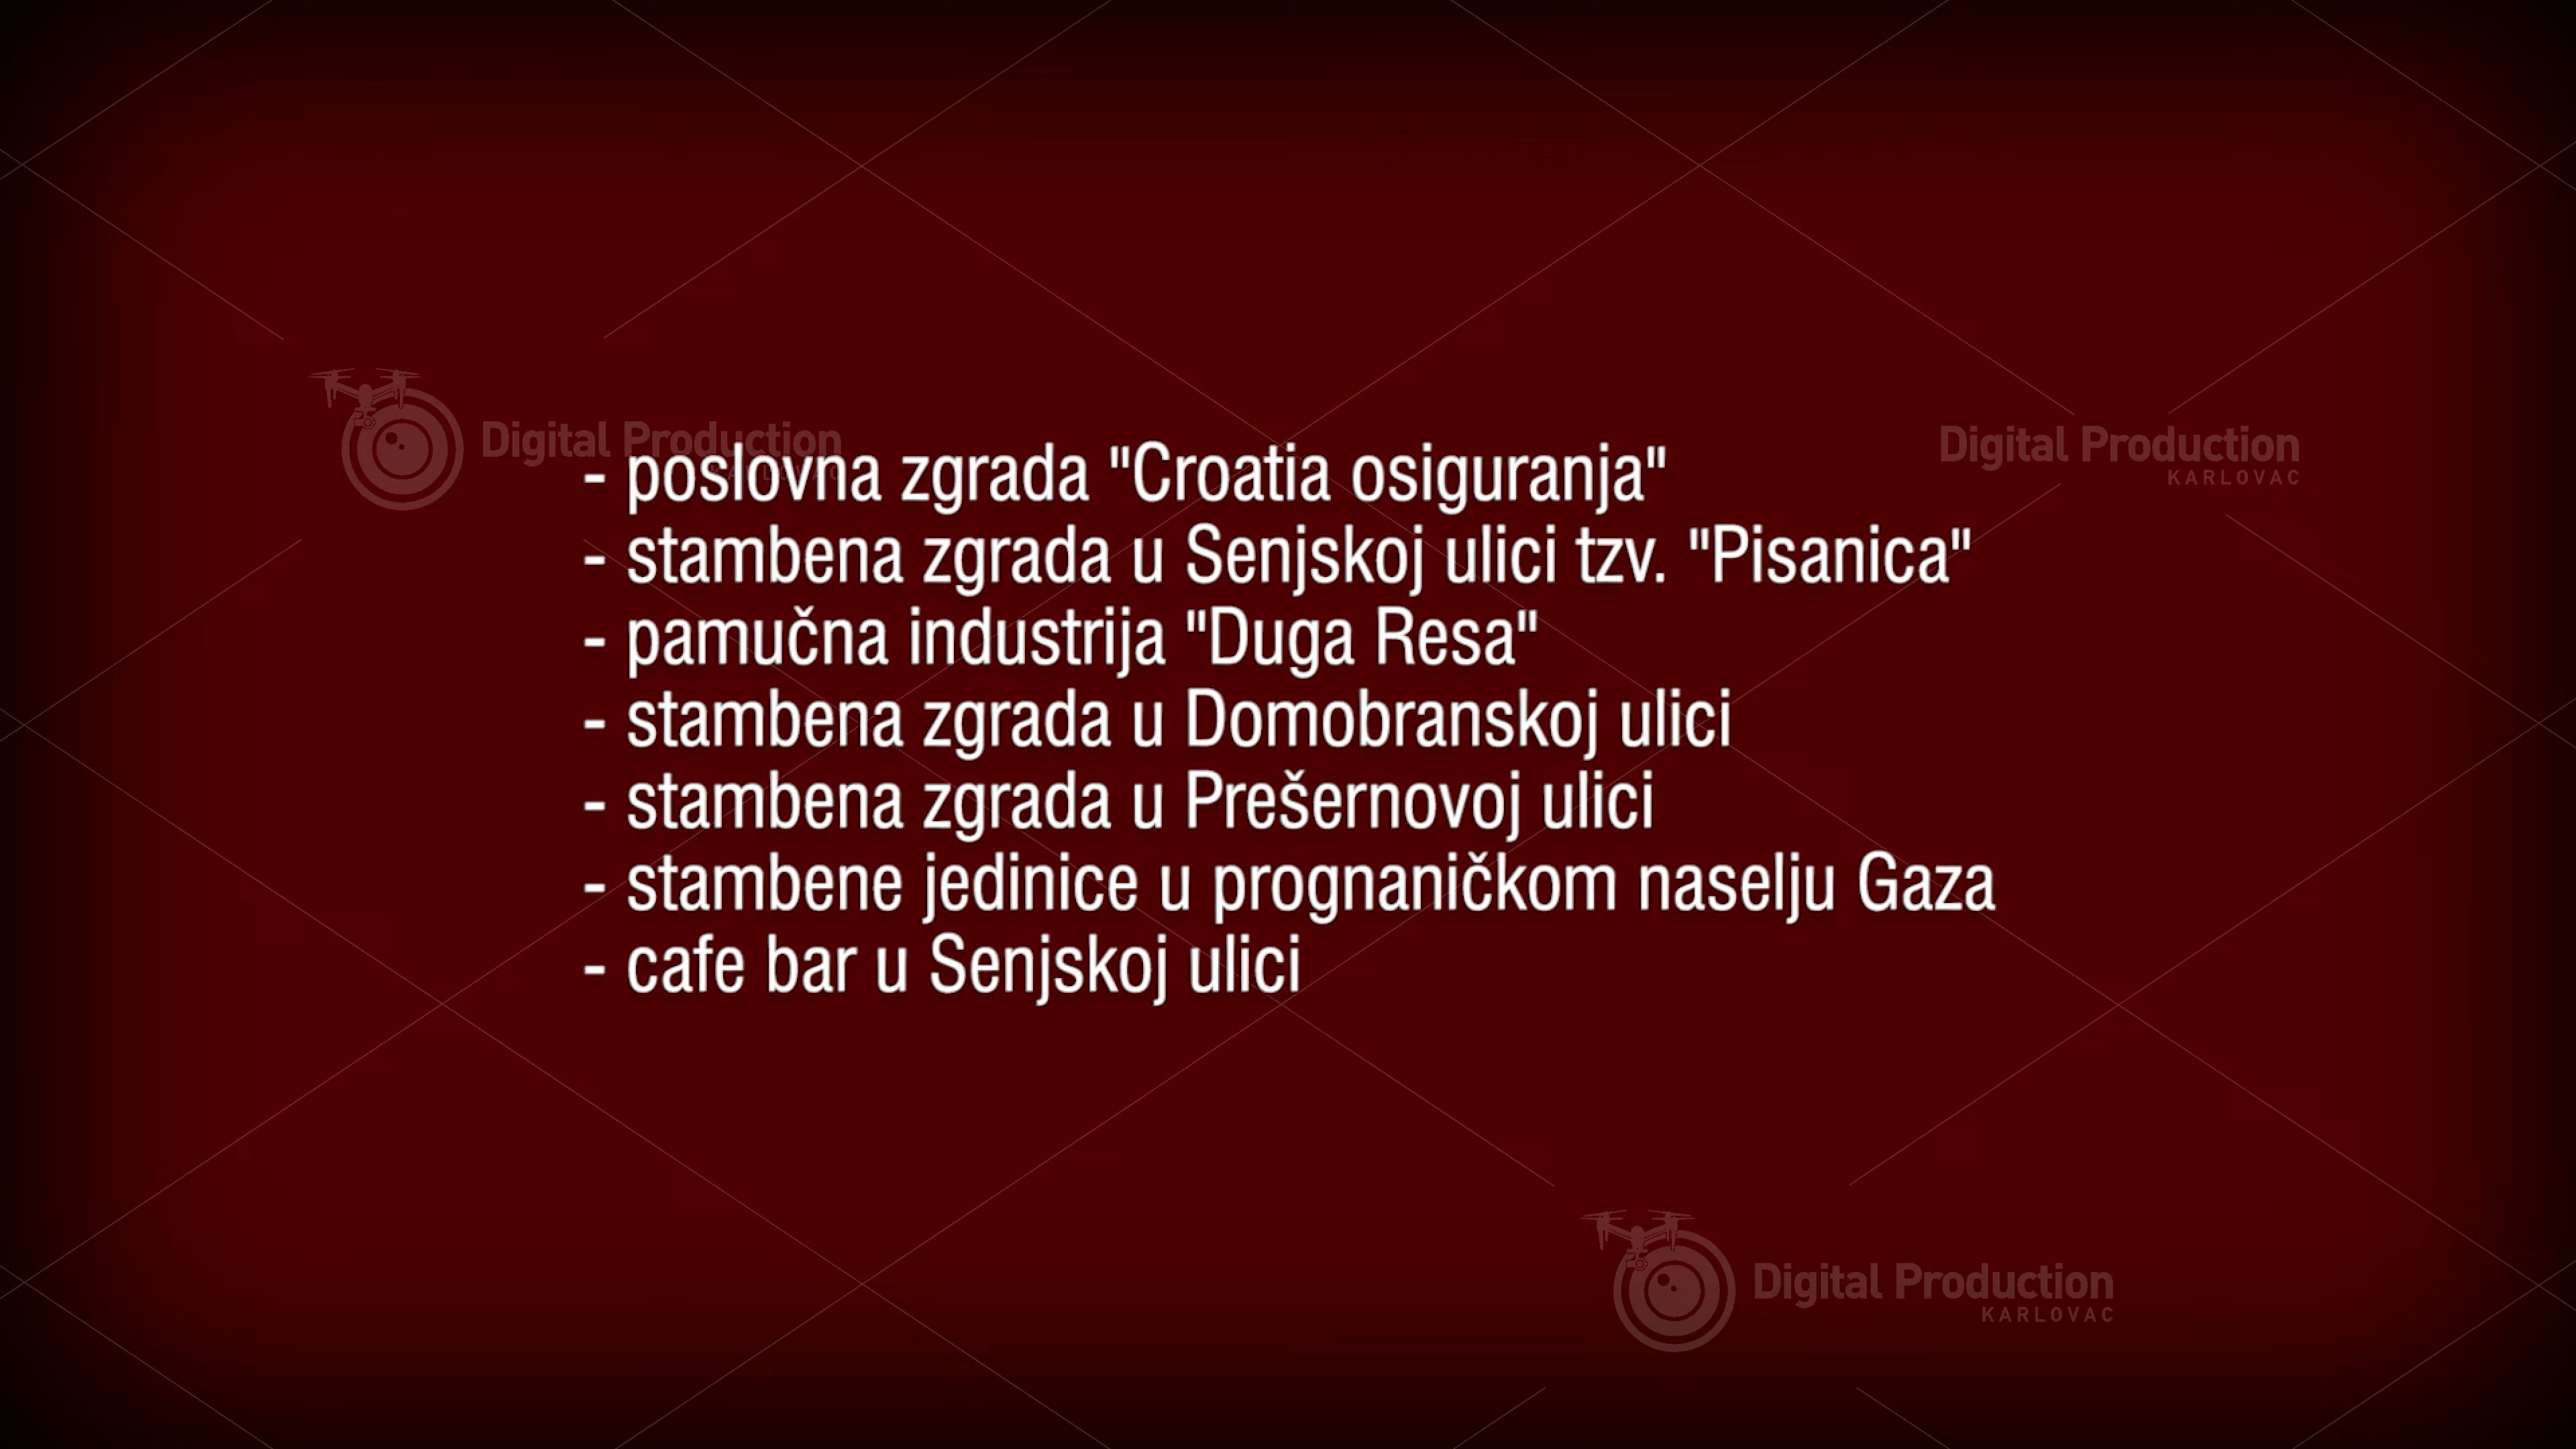 Digital Production
KARLOVAC
Digital Production
KARLOVAC
- poslovna zgrada "Croatia osiguranja"
- stambena zgrada u Senjskoj ulici tzv. "Pisanica"
- pamučna industrija "Duga Resa"
- stambena zgrada u Domobranskoj ulici
- stambena zgrada u Prešernovoj ulici
- stambene jedinice u prognaničkom naselju Gaza
- cafe bar u Senjskoj ulici
Digital Production
KARLOVAC